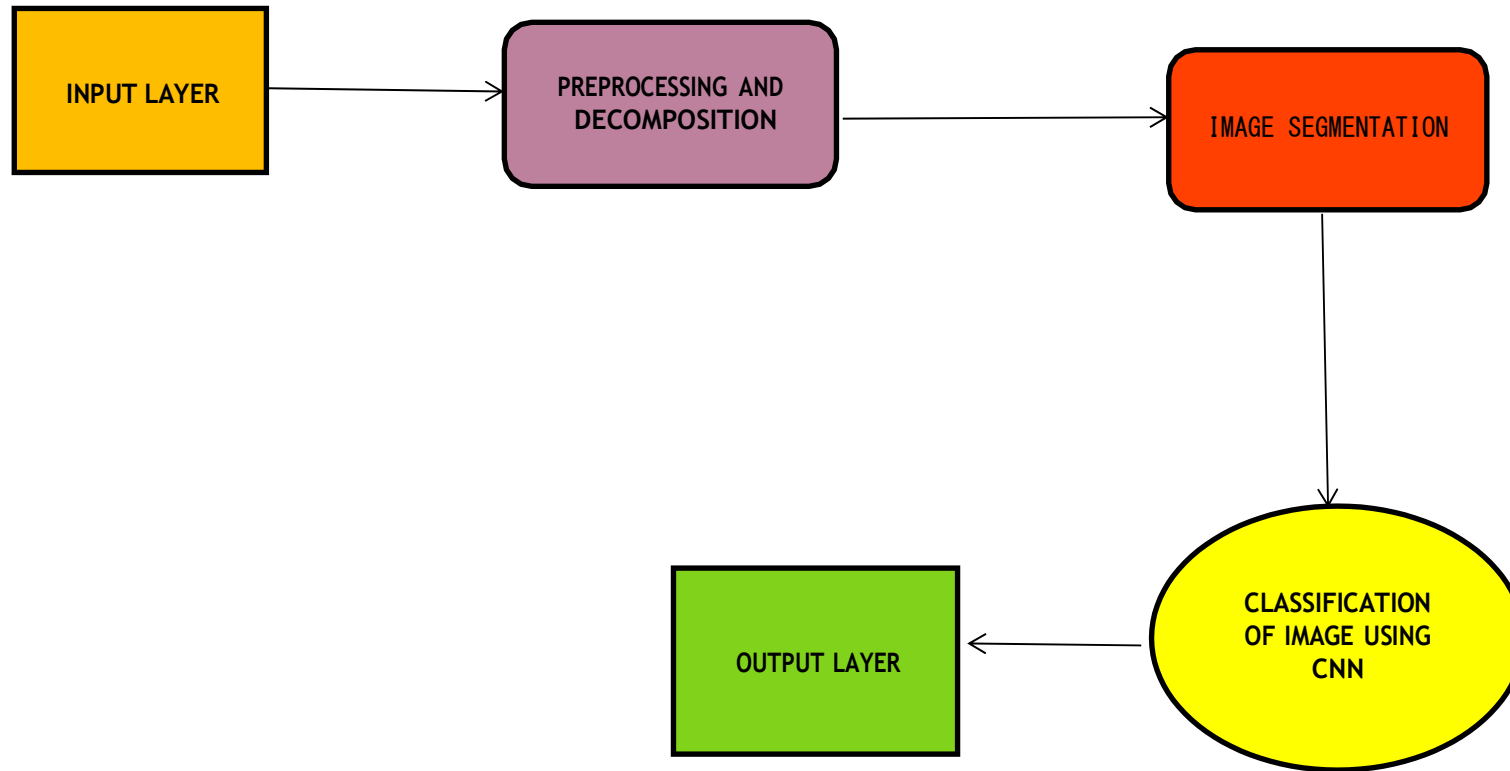 INPUT LAYER
PREPROCESSING AND
DECOMPOSITION
IMAGE SEGMENTATION
CLASSIFICATION
OF IMAGE USING
CNN
OUTPUT LAYER